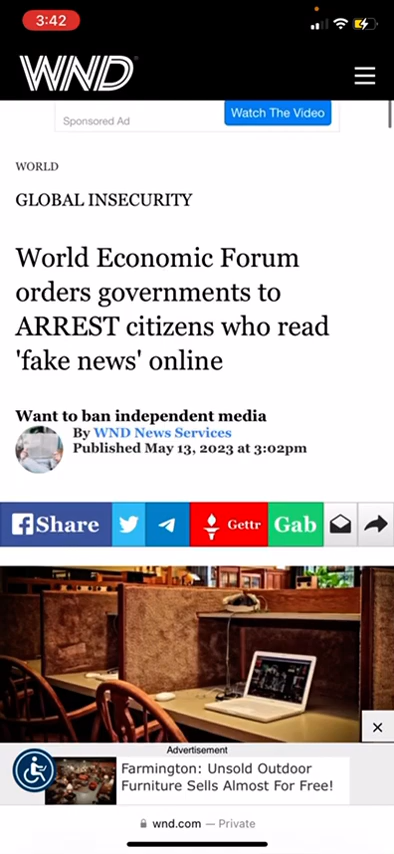 3:42
WND
Sponsored Ad
Watch The Video
WORLD
GLOBAL INSECURITY
World Economic Forum
orders governments to
ARREST citizens who read
'fake news' online
Want to ban independent media
By WND News Services
Published May 13, 2023 at 3:02pm
Share
Gettr
Gab
Advertisement
Farmington: Unsold Outdoor
Furniture Sells Almost For Free!
wnd.com — Private